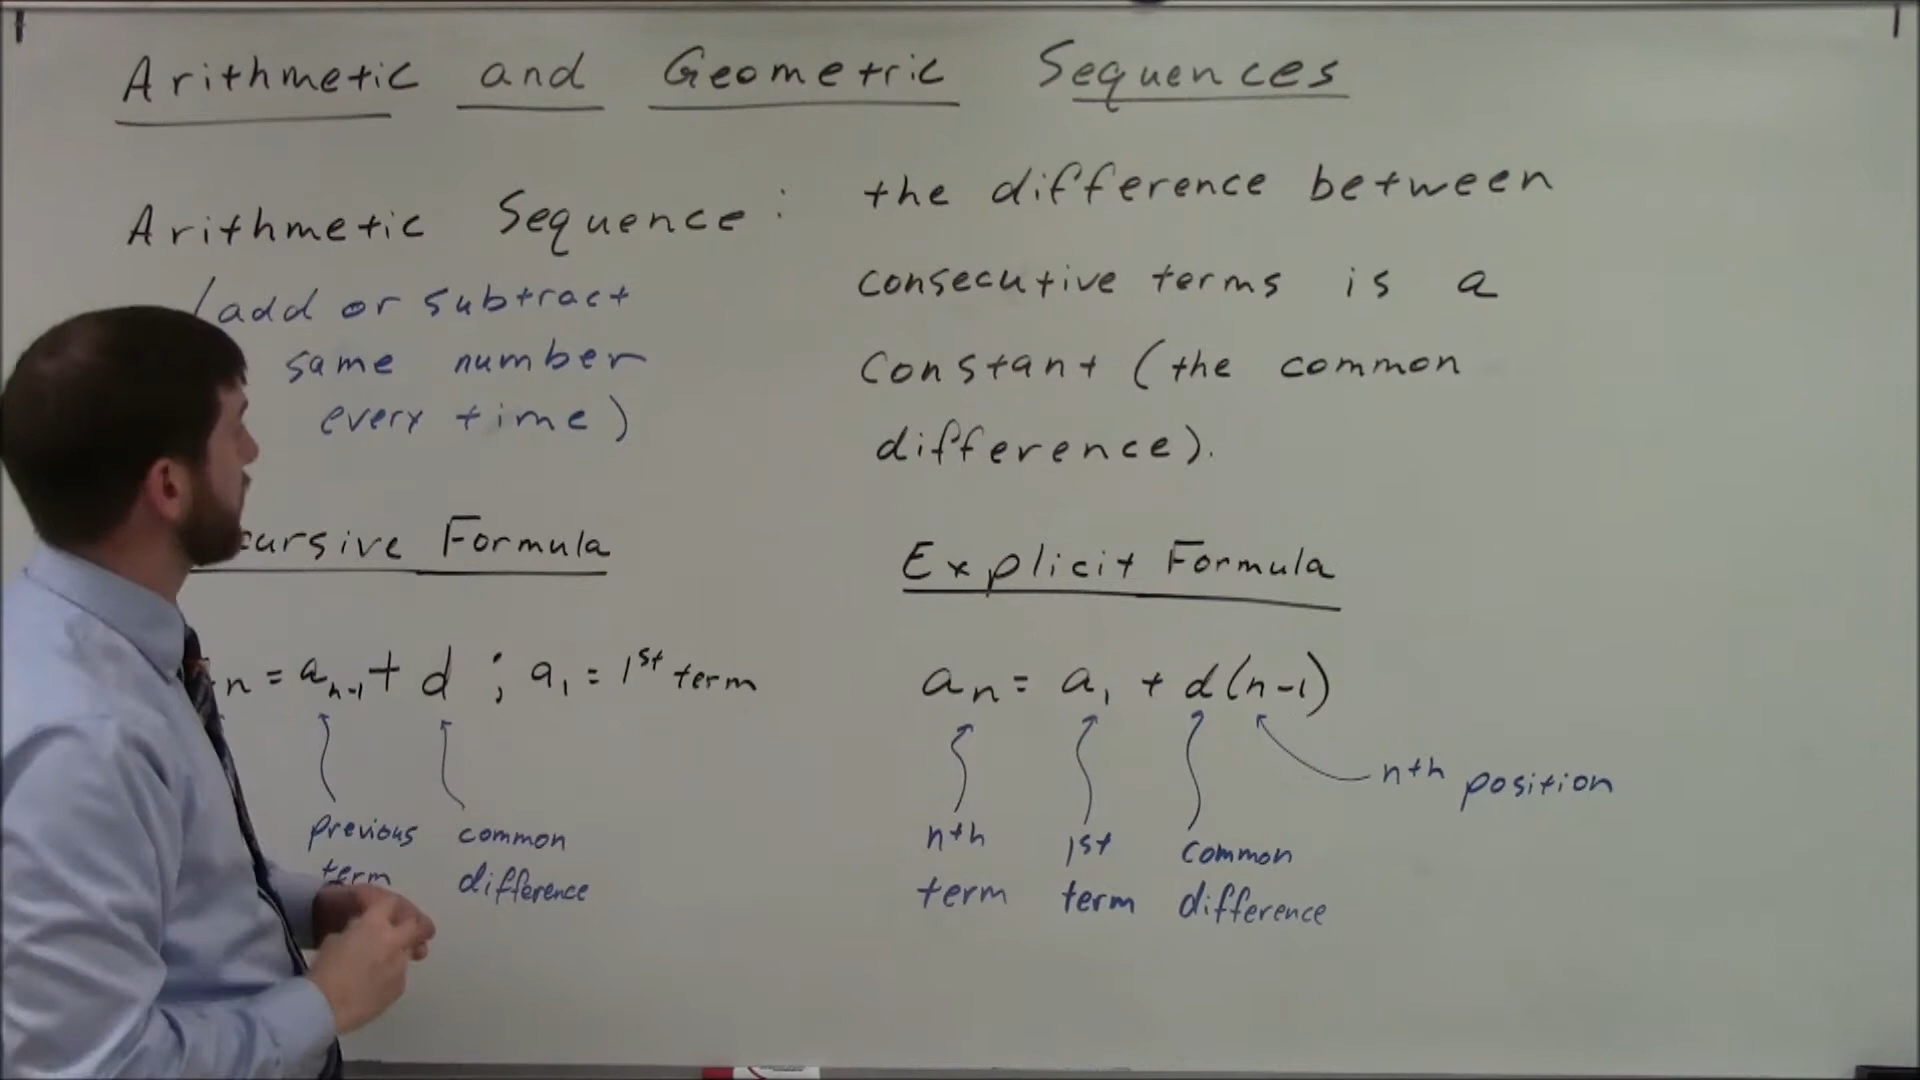 Arithmetic and Geometric Sequences
Arithmetic Sequence:
(add or subtract
same number
every time)
the difference between
consecutive terms is a
constant (the common
difference).
cursive Formula
n = aₙ₋₁ + d ; a₁ = 1st term
previous
term
common
difference
Explicit Formula
aₙ = a₁ + d(n-1)
nth
term
1st
term
common
difference
nth position